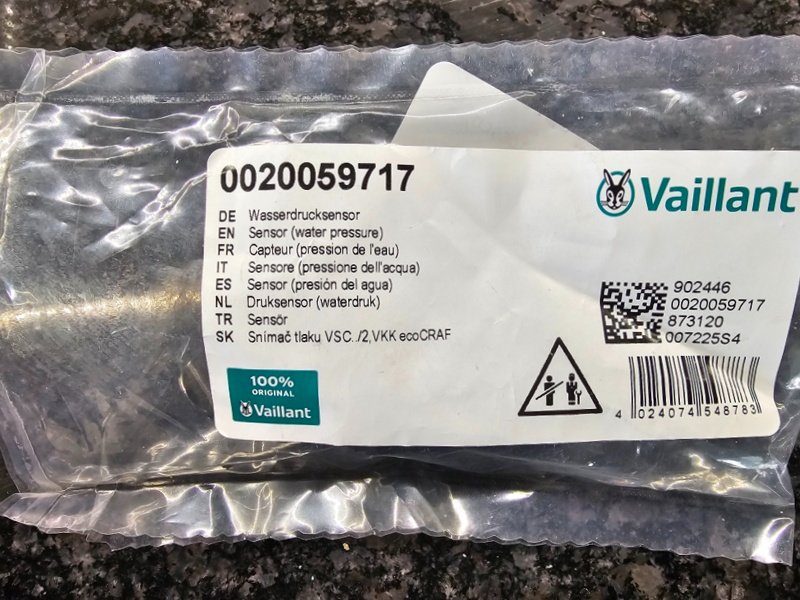 0020059717
Vaillant
DE Wasserdrucksensor
EN Sensor (water pressure)
FR Capteur (pression de l'eau)
IT Sensore (pressione dell'acqua)
ES Sensor (presión del agua)
NL Druksensor (waterdruk)
TR Sensör
SK Snímač tlaku VSC../2,VKK ecoCRAF
902446
0020059717
873120
007225S4
100%
ORIGINAL
Vaillant
4 024074 548783